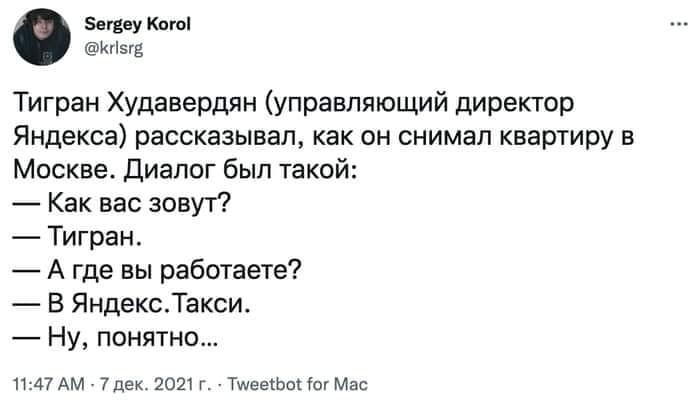 Sergey Korol
@krlsrg
Тигран Худавердян (управляющий директор
Яндекса) рассказывал, как он снимал квартиру в
Москве. Диалог был такой:
— Как вас зовут?
— Тигран.
— А где вы работаете?
— В Яндекс.Такси.
— Ну, понятно...
11:47 AM · 7 дек. 2021 г. · Tweetbot for Mac